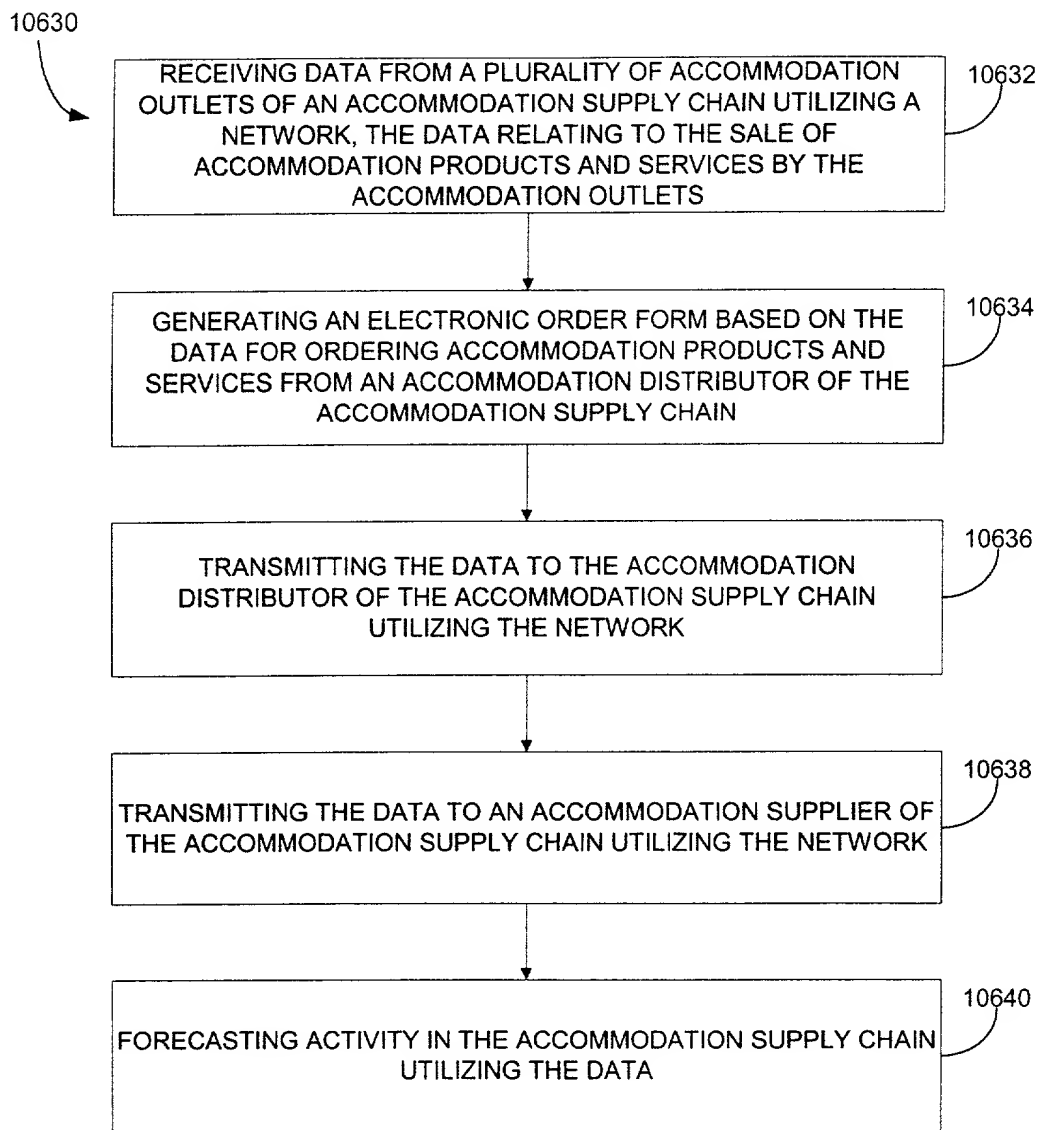 10630
RECEIVING DATA FROM A PLURALITY OF ACCOMMODATION
OUTLETS OF AN ACCOMMODATION SUPPLY CHAIN UTILIZING A
NETWORK, THE DATA RELATING TO THE SALE OF
ACCOMMODATION PRODUCTS AND SERVICES BY THE
ACCOMMODATION OUTLETS
10632
GENERATING AN ELECTRONIC ORDER FORM BASED ON THE
DATA FOR ORDERING ACCOMMODATION PRODUCTS AND
SERVICES FROM AN ACCOMMODATION DISTRIBUTOR OF THE
ACCOMMODATION SUPPLY CHAIN
10634
TRANSMITTING THE DATA TO THE ACCOMMODATION
DISTRIBUTOR OF THE ACCOMMODATION SUPPLY CHAIN
UTILIZING THE NETWORK
10636
TRANSMITTING THE DATA TO AN ACCOMMODATION SUPPLIER OF
THE ACCOMMODATION SUPPLY CHAIN UTILIZING THE NETWORK
10638
FORECASTING ACTIVITY IN THE ACCOMMODATION SUPPLY CHAIN
UTILIZING THE DATA
10640